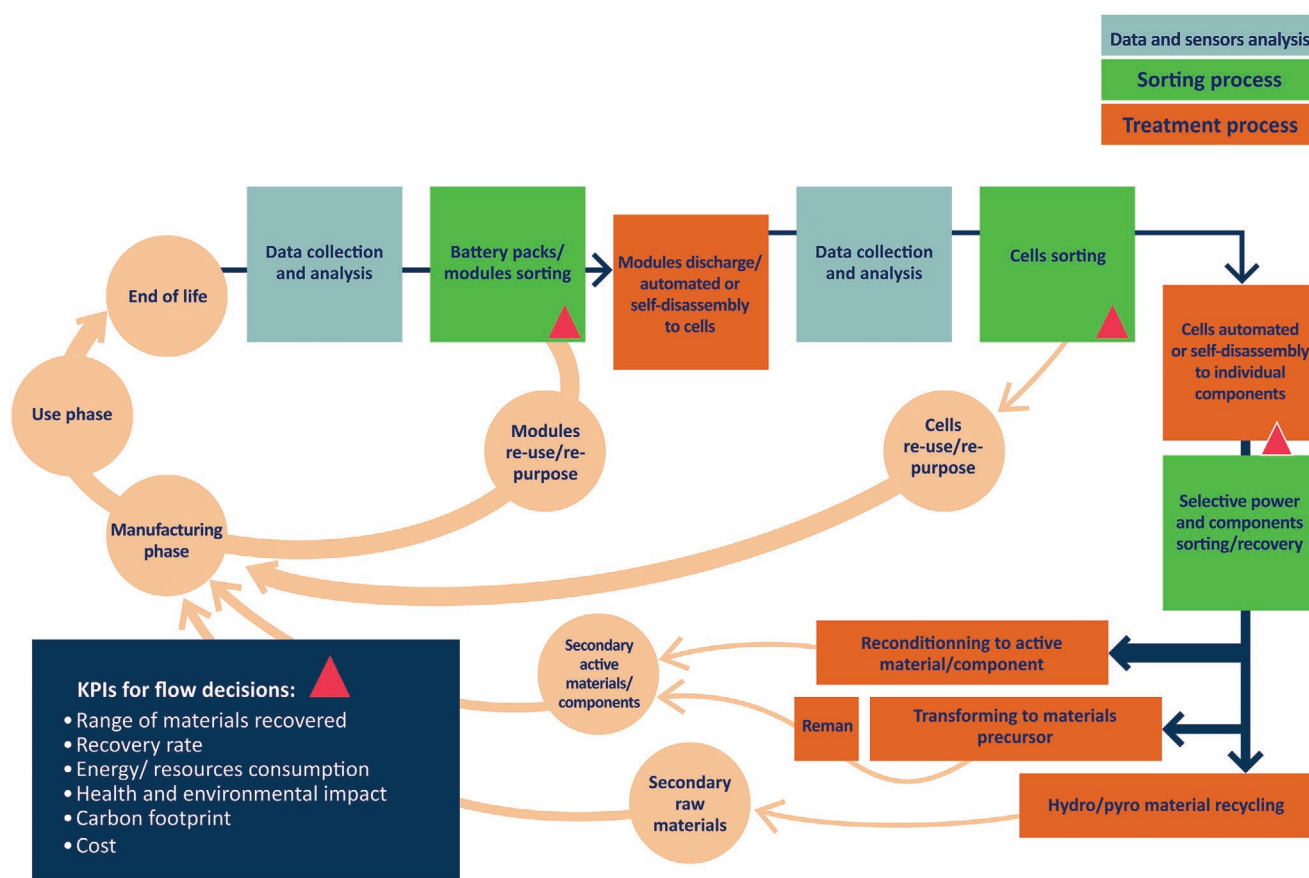 Data and sensors analysis
Sorting process
Treatment process
Data collection
and analysis
Battery packs/
modules sorting
Modules discharge/
automated or
self-disassembly
to cells
Data collection
and analysis
Cells sorting
End of life
Cells automated
or self-disassembly
to individual
components
Use phase
Modules
re-use/re-
purpose
Cells
re-use/re-
purpose
Manufacturing
phase
Selective power
and components
sorting/recovery
Secondary
active
materials/
components
Reconditionning to active
material/component
Reman
Transforming to materials
precursor
Secondary
raw
materials
Hydro/pyro material recycling
KPIs for flow decisions:
• Range of materials recovered
• Recovery rate
• Energy/ resources consumption
• Health and environmental impact
• Carbon footprint
• Cost